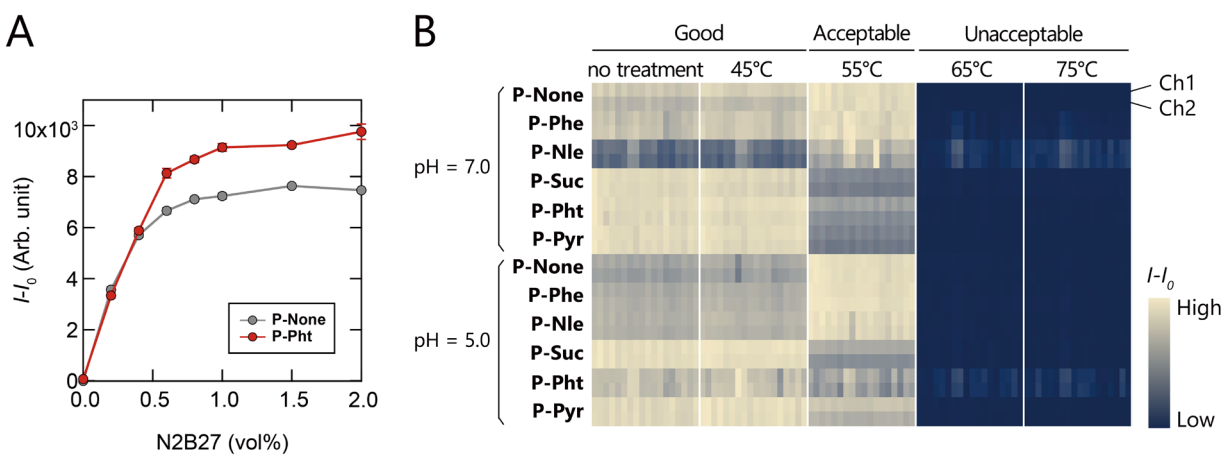 A
10x10³
8
6
4
2
0
I-I₀ (Arb. unit)
P-None
P-Pht
0.0
0.5
1.0
1.5
2.0
N2B27 (vol%)
B
Good
Acceptable
Unacceptable
no treatment
45°C
55°C
65°C
75°C
Ch1
Ch2
pH = 7.0
P-None
P-Phe
P-Nle
P-Suc
P-Pht
P-Pyr
pH = 5.0
P-None
P-Phe
P-Nle
P-Suc
P-Pht
P-Pyr
I-I₀
High
Low